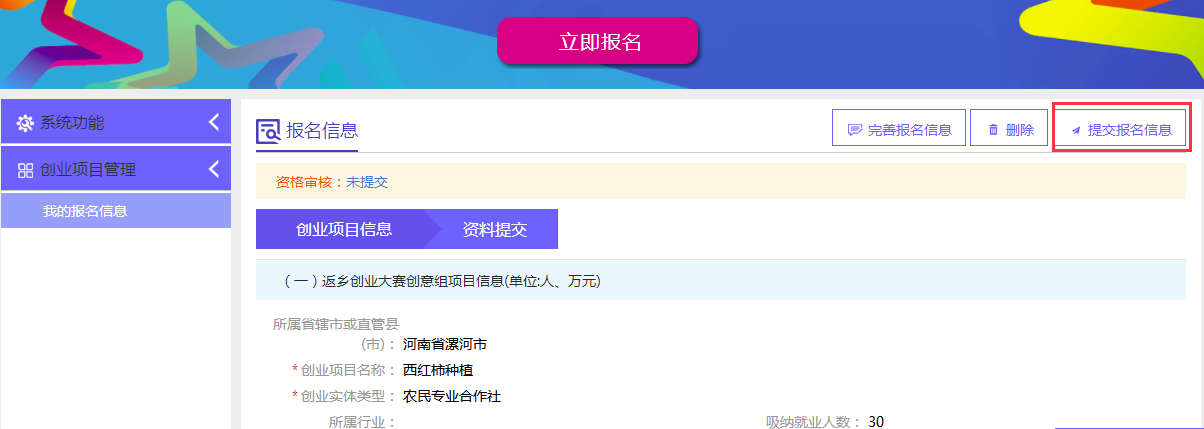 立即报名
系统功能
创业项目管理
我的报名信息
报名信息
完善报名信息
删除
提交报名信息
资格审核：未提交
创业项目信息
资料提交
（一）返乡创业大赛创意组项目信息(单位:人、万元)
所属省辖市或直管县
(市)： 河南省漯河市
*创业项目名称： 西红柿种植
*创业实体类型： 农民专业合作社
所属行业：
吸纳就业人数： 30